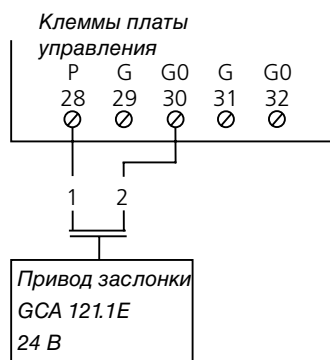 Клеммы платы
управления
P G G0 G G0
28 29 30 31 32
1 2
Привод заслонки
GCA 121.1E
24 В